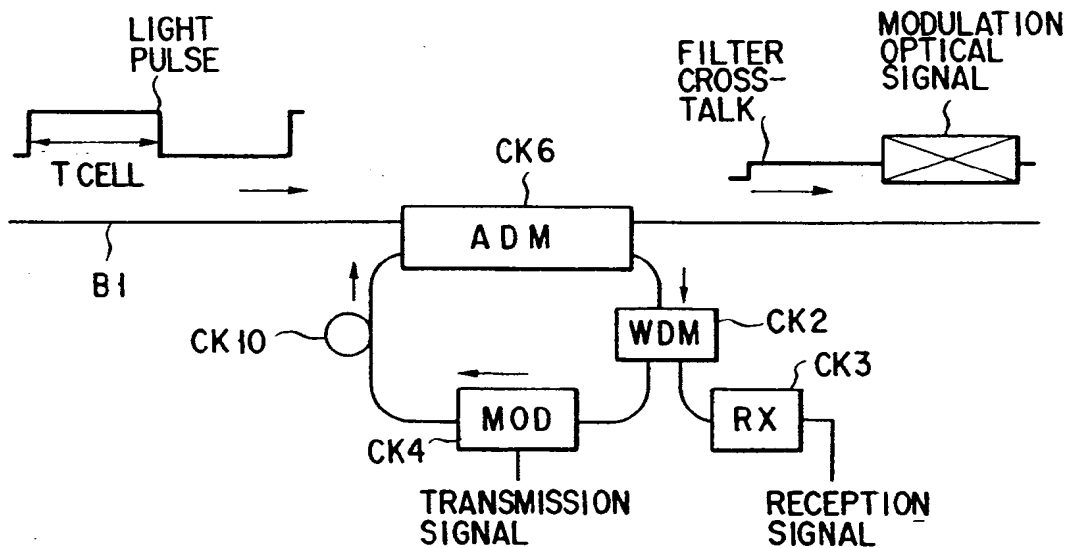 LIGHT
PULSE
T CELL
B1
CK6
ADM
FILTER
CROSS-
TALK
MODULATION
OPTICAL
SIGNAL
CK10
WDM
CK2
CK3
MOD
RX
CK4
TRANSMISSION
SIGNAL
RECEPTION
SIGNAL